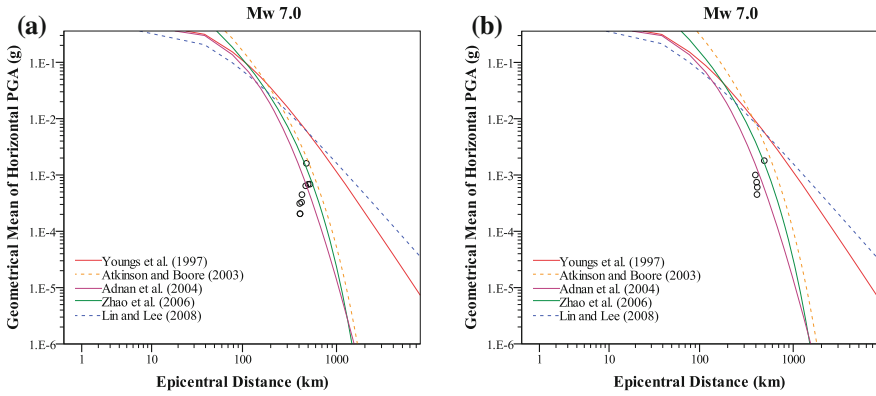 Mw 7.0
(a)
Geometrical Mean of Horizontal PGA (g)
1.E-1
1.E-2
1.E-3
1.E-4
1.E-5
1.E-6
Youngs et al. (1997)
Atkinson and Boore (2003)
Adnan et al. (2004)
Zhao et al. (2006)
Lin and Lee (2008)
1
10
100
1000
Epicentral Distance (km)
Mw 7.0
(b)
Geometrical Mean of Horizontal PGA (g)
1.E-1
1.E-2
1.E-3
1.E-4
1.E-5
1.E-6
Youngs et al. (1997)
Atkinson and Boore (2003)
Adnan et al. (2004)
Zhao et al. (2006)
Lin and Lee (2008)
1
10
100
1000
Epicentral Distance (km)